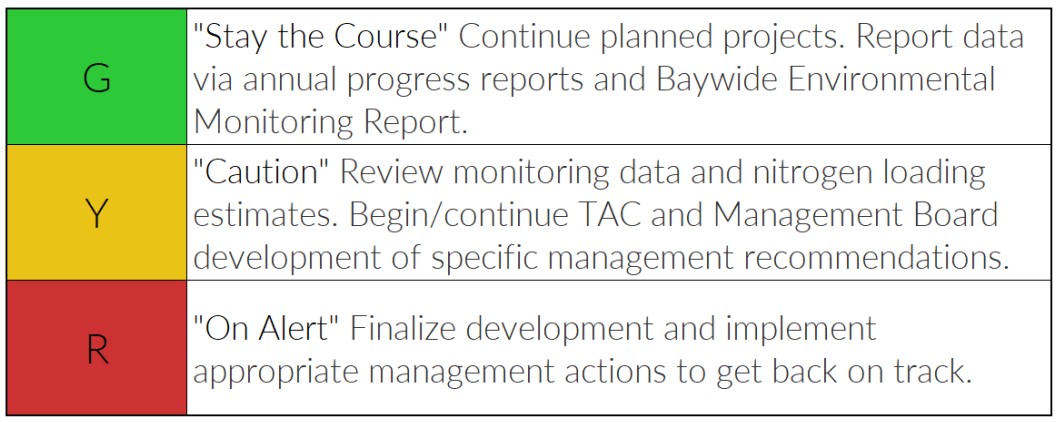 G
"Stay the Course" Continue planned projects. Report data
via annual progress reports and Baywide Environmental
Monitoring Report.
Y
"Caution" Review monitoring data and nitrogen loading
estimates. Begin/continue TAC and Management Board
development of specific management recommendations.
R
"On Alert" Finalize development and implement
appropriate management actions to get back on track.